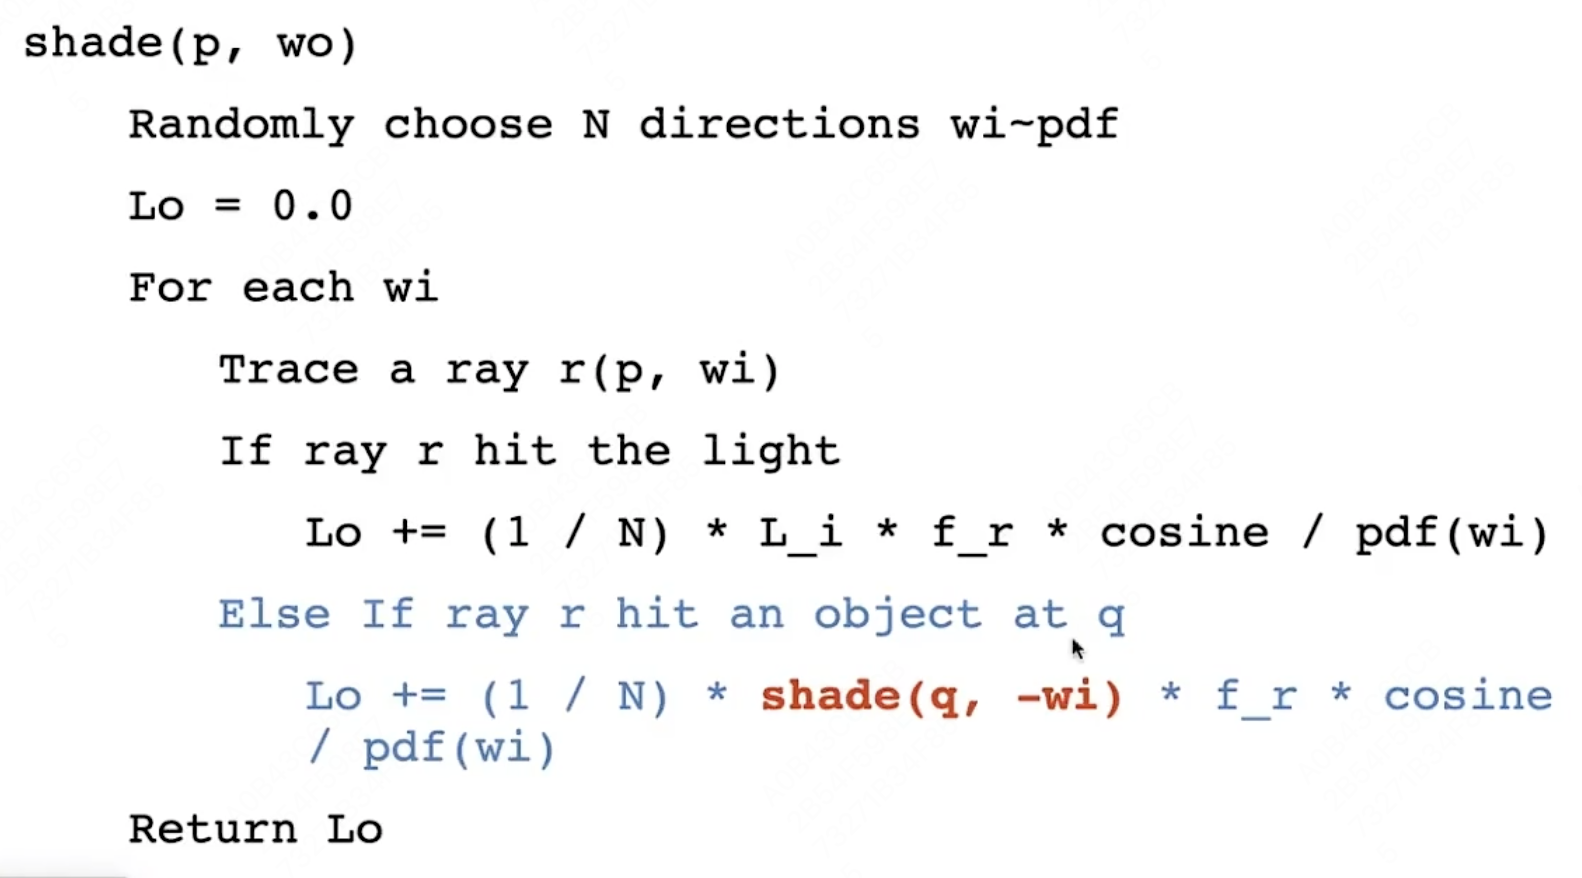 shade(p, wo)
Randomly choose N directions wi~pdf
Lo = 0.0
For each wi
Trace a ray r(p, wi)
If ray r hit the light
Lo += (1 / N) * L_i * f_r * cosine / pdf(wi)
Else If ray r hit an object at q
Lo += (1 / N) * shade(q, -wi) * f_r * cosine
/ pdf(wi)
Return Lo